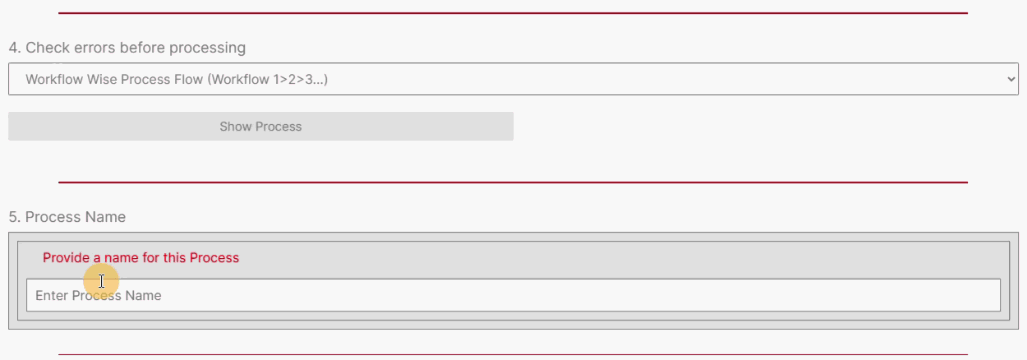 4. Check errors before processing
Workflow Wise Process Flow (Workflow 1>2>3...)
Show Process
5. Process Name
Provide a name for this Process
Enter Process Name